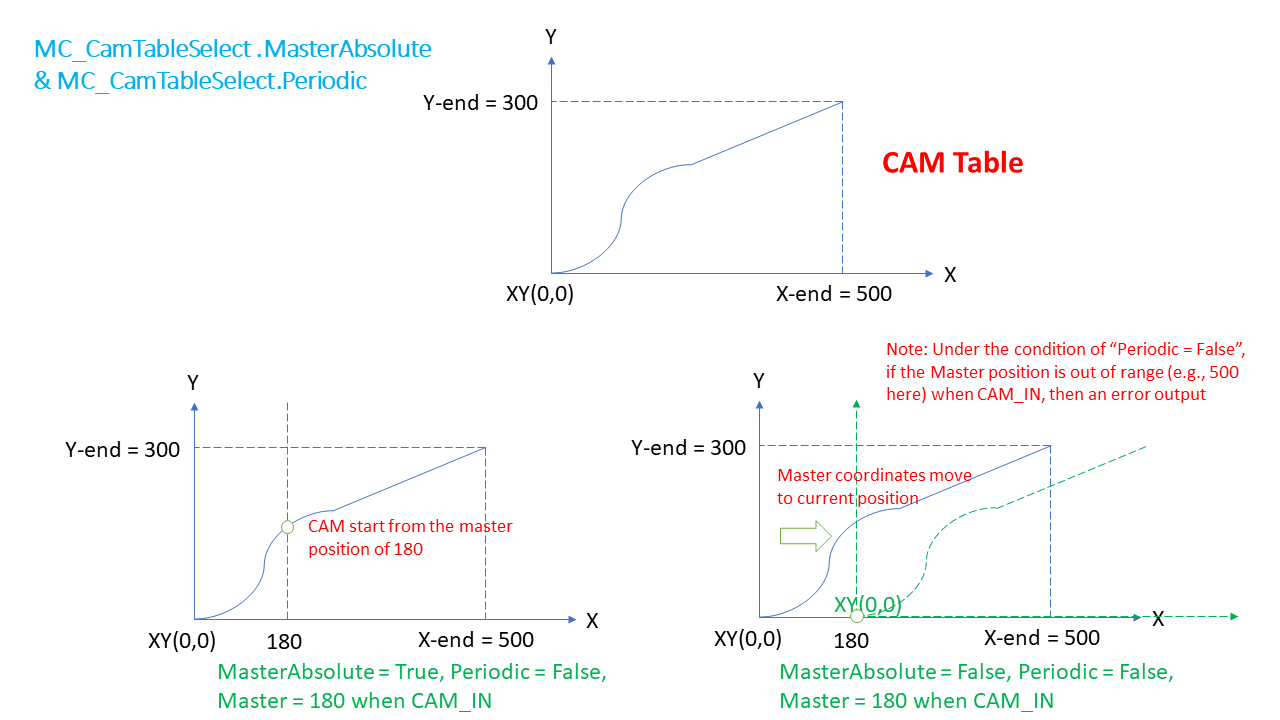 MC_CamTableSelect .MasterAbsolute
& MC_CamTableSelect.Periodic
Y
Y-end = 300
CAM Table
X
XY(0,0)
X-end = 500
Note: Under the condition of “Periodic = False”,
if the Master position is out of range (e.g., 500
here) when CAM_IN, then an error output
Y
Y-end = 300
CAM start from the master
position of 180
X
XY(0,0)
180
X-end = 500
MasterAbsolute = True, Periodic = False,
Master = 180 when CAM_IN
Y
Y-end = 300
Master coordinates move
to current position
XY(0,0)
X
XY(0,0)
180
X-end = 500
MasterAbsolute = False, Periodic = False,
Master = 180 when CAM_IN